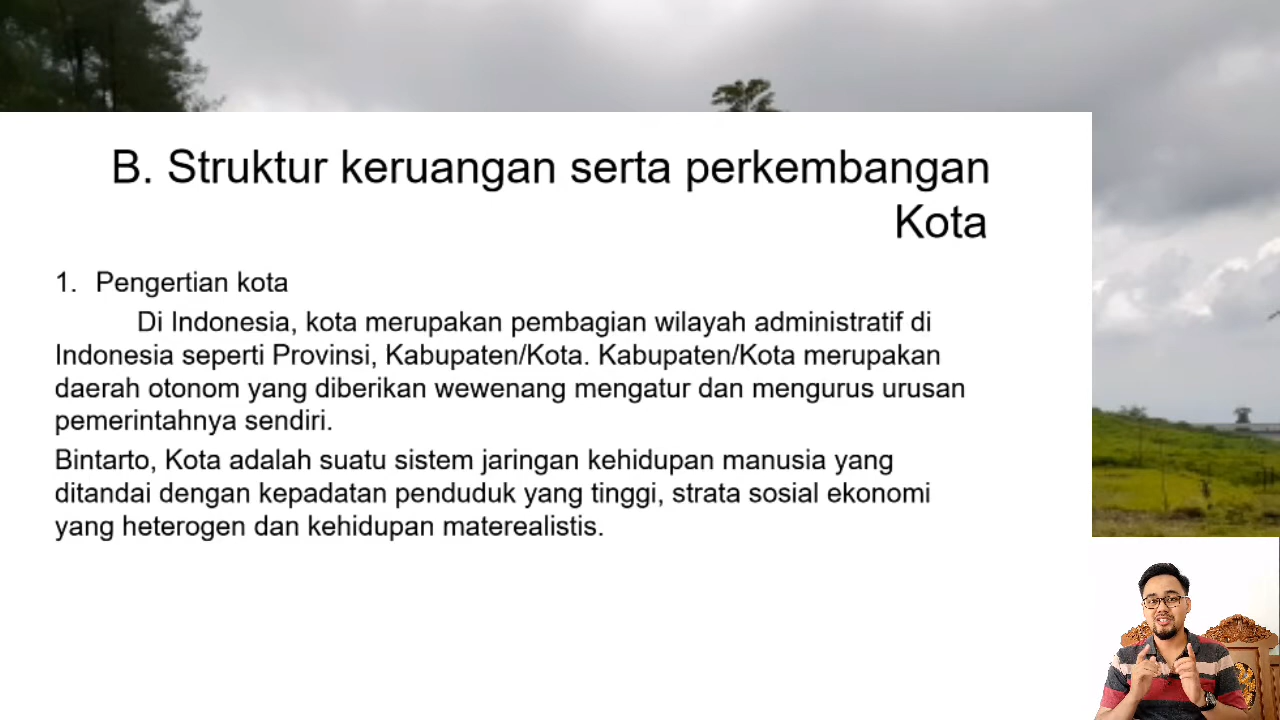 B. Struktur keruangan serta perkembangan
Kota
1. Pengertian kota
Di Indonesia, kota merupakan pembagian wilayah administratif di
Indonesia seperti Provinsi, Kabupaten/Kota. Kabupaten/Kota merupakan
daerah otonom yang diberikan wewenang mengatur dan mengurus urusan
pemerintahnya sendiri.
Bintarto, Kota adalah suatu sistem jaringan kehidupan manusia yang
ditandai dengan kepadatan penduduk yang tinggi, strata sosial ekonomi
yang heterogen dan kehidupan materealistis.